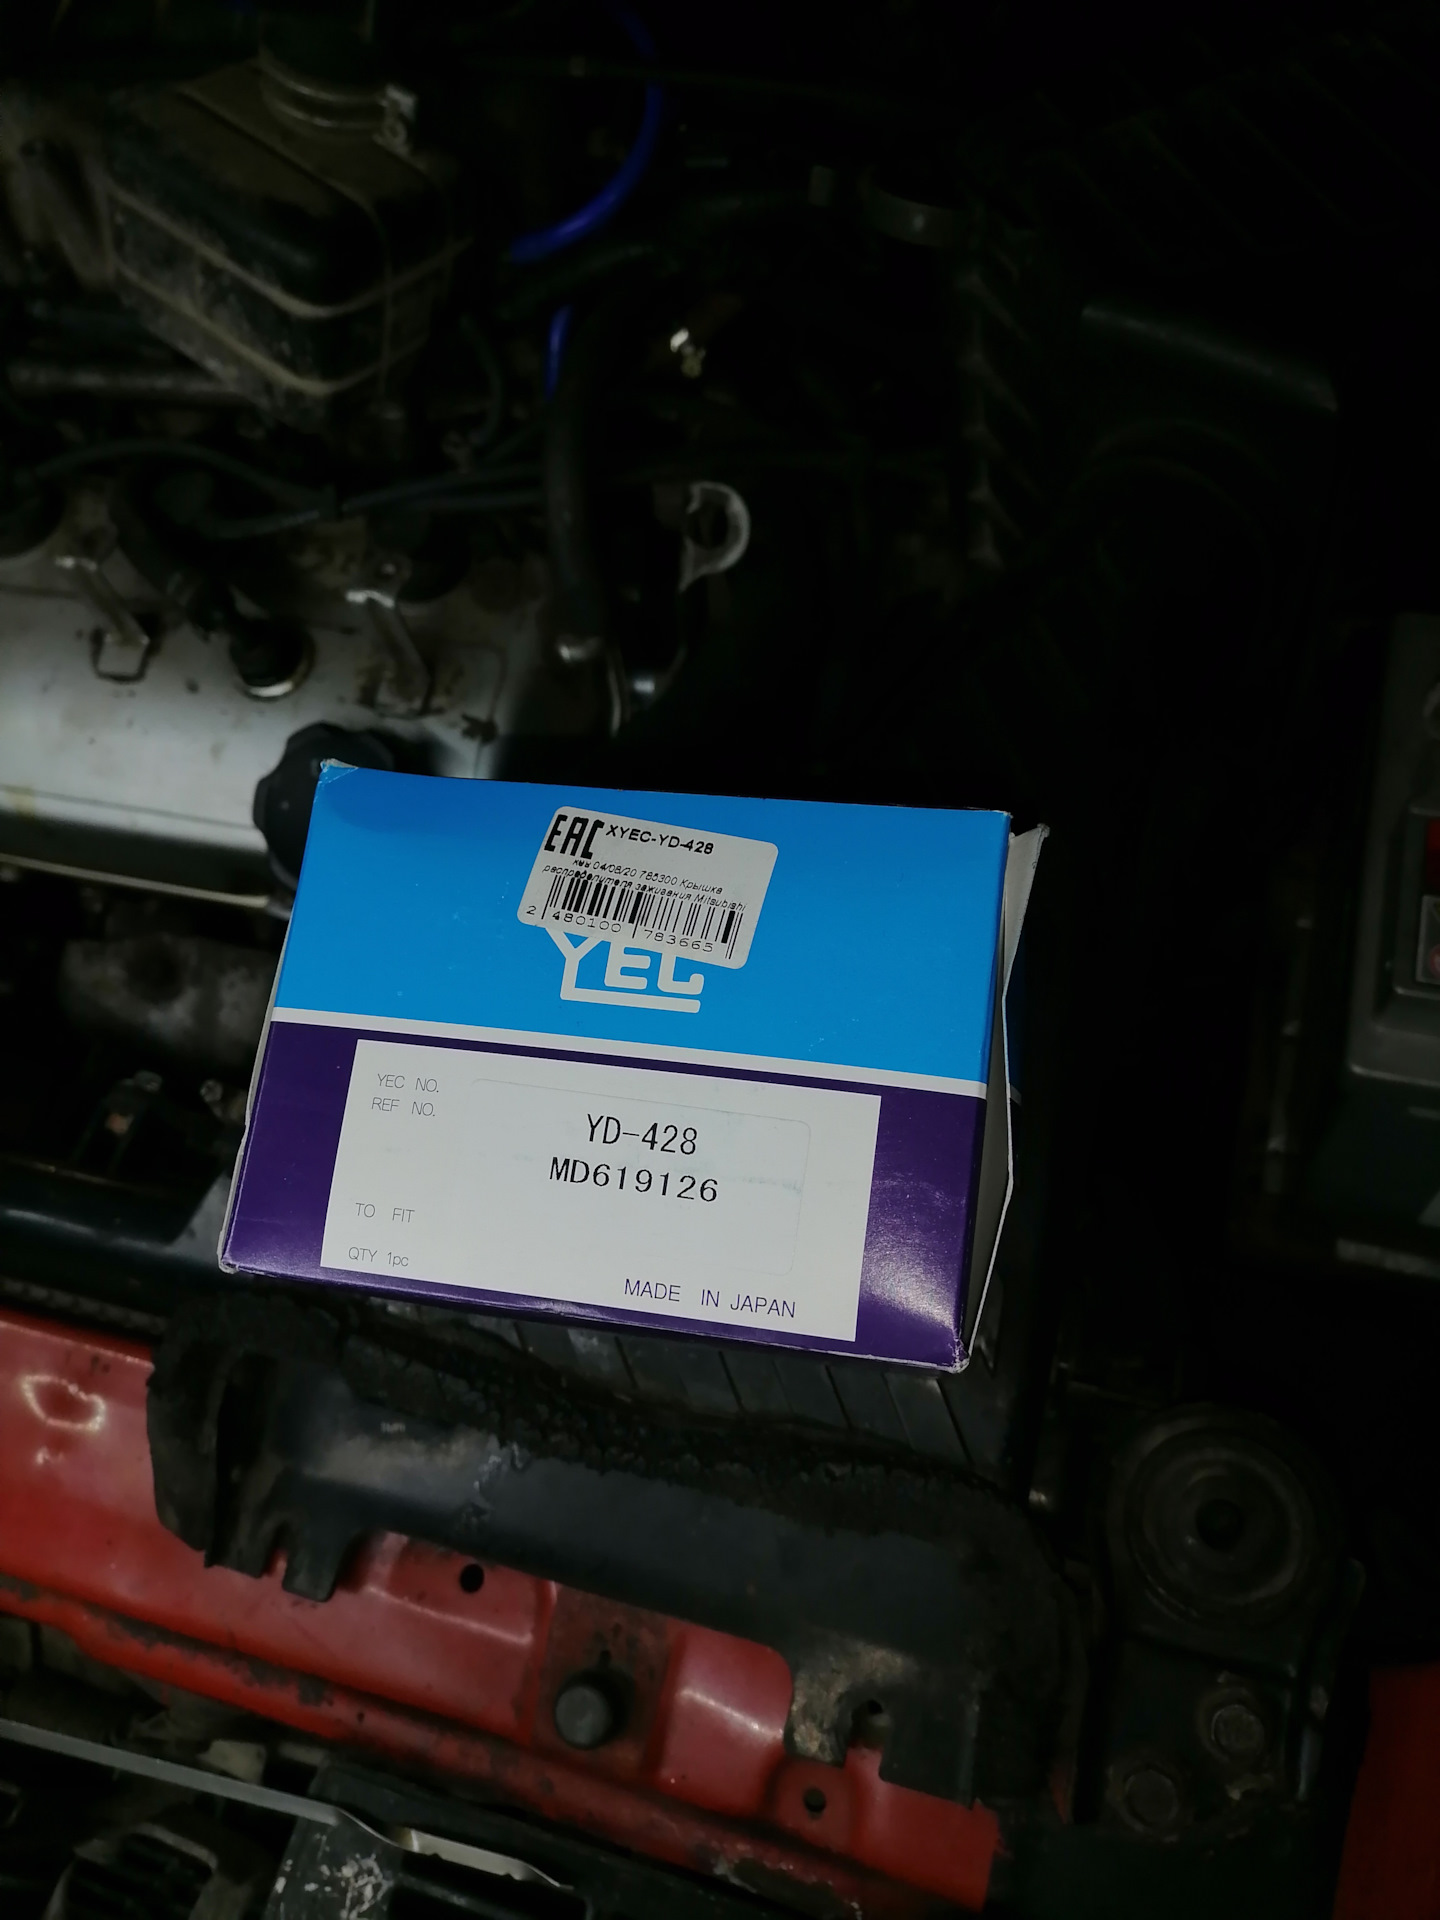 EAC XYEC-YD-428
04/08/20 785300 Крышка
распределителя зажигания Mitsubishi
2 480100 783665
YEC
YEC NO.
REF NO.
YD-428
MD619126
TO FIT
QTY 1pc
MADE IN JAPAN